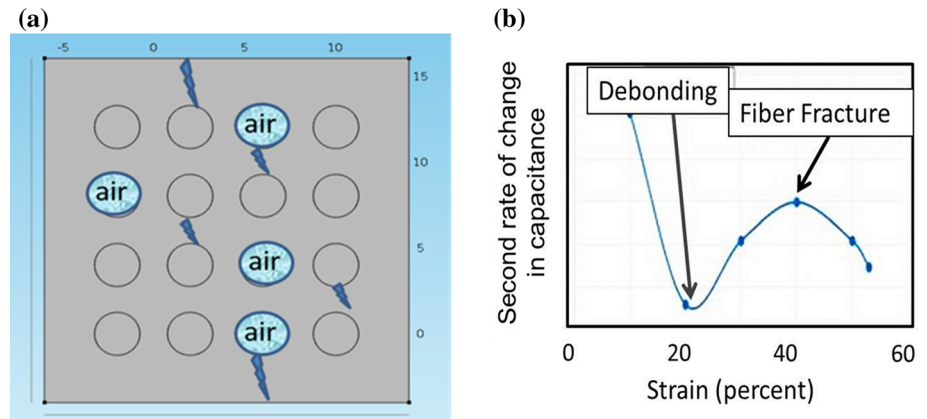 (a)
-5 0 5 10
15
air
10
air
5
air
air
0
(b)
Second rate of change
in capacitance
Debonding
Fiber Fracture
0 20 40 60
Strain (percent)